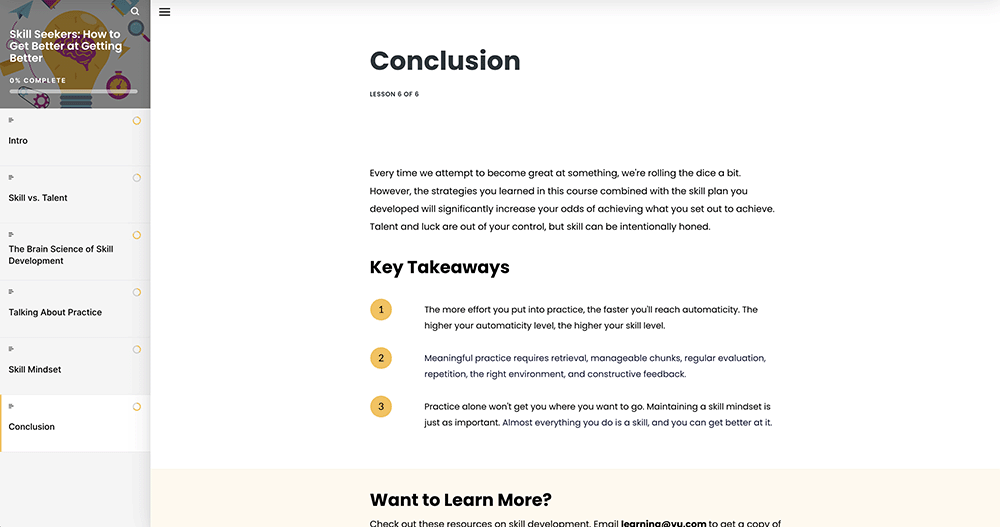 Skill Seekers: How to
Get Better at Getting
Better
0% COMPLETE
Intro
Skill vs. Talent
The Brain Science of Skill
Development
Talking About Practice
Skill Mindset
Conclusion
Conclusion
LESSON 6 OF 6
Every time we attempt to become great at something, we're rolling the dice a bit.
However, the strategies you learned in this course combined with the skill plan you
developed will significantly increase your odds of achieving what you set out to achieve.
Talent and luck are out of your control, but skill can be intentionally honed.
Key Takeaways
1
The more effort you put into practice, the faster you'll reach automaticity. The
higher your automaticity level, the higher your skill level.
2
Meaningful practice requires retrieval, manageable chunks, regular evaluation,
repetition, the right environment, and constructive feedback.
3
Practice alone won't get you where you want to go. Maintaining a skill mindset is
just as important. Almost everything you do is a skill, and you can get better at it.
Want to Learn More?
Check out these resources on skill development. Email learning@vu.com to get a copy of